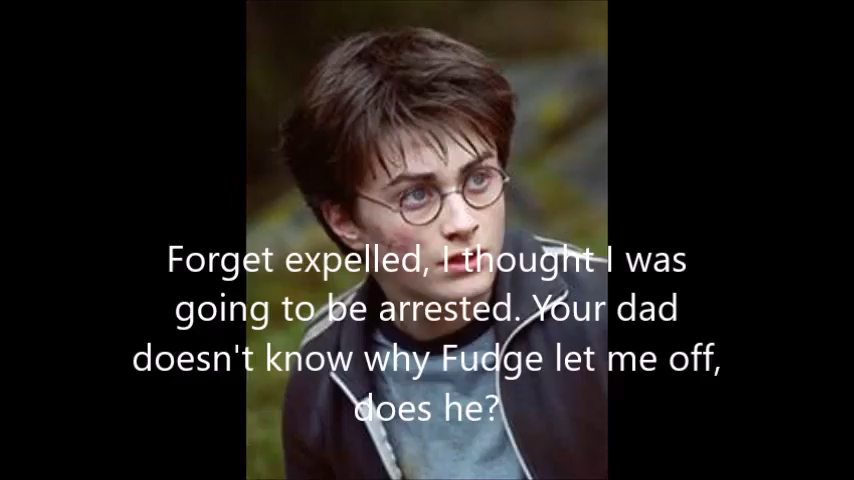 Forget expelled, I thought I was
going to be arrested. Your dad
doesn't know why Fudge let me off,
does he?